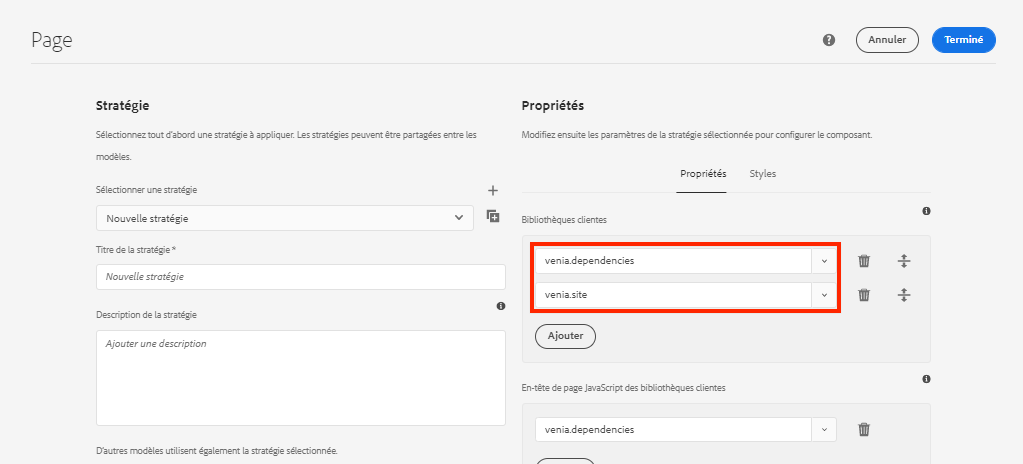 Page
Annuler
Terminé
Stratégie
Sélectionnez tout d'abord une stratégie à appliquer. Les stratégies peuvent être partagées entre les
modèles.
Sélectionner une stratégie
Nouvelle stratégie
Titre de la stratégie *
Nouvelle stratégie
Description de la stratégie
Ajouter une description
D'autres modèles utilisent également la stratégie sélectionnée.
Propriétés
Modifiez ensuite les paramètres de la stratégie sélectionnée pour configurer le composant.
Propriétés
Styles
Bibliothèques clientes
venia.dependencies
venia.site
Ajouter
En-tête de page JavaScript des bibliothèques clientes
venia.dependencies